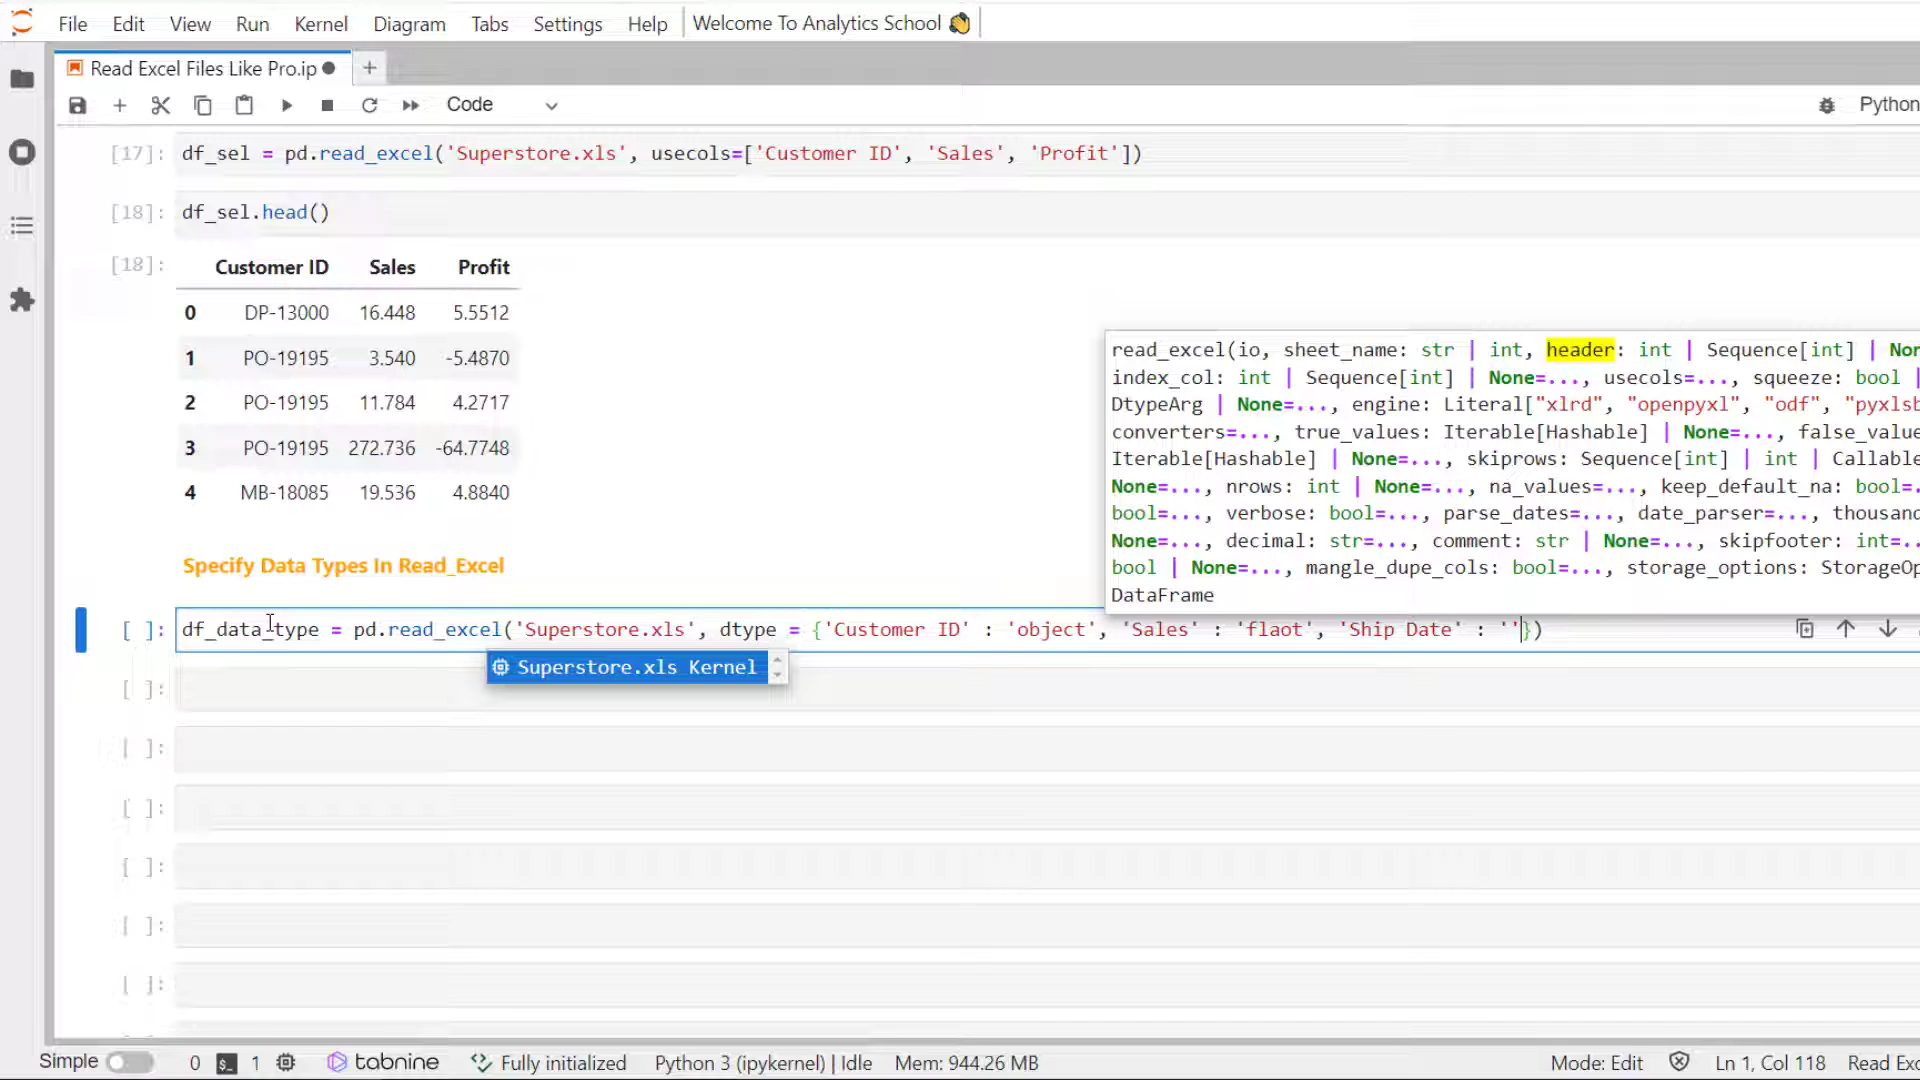 File Edit View Run Kernel Diagram Tabs Settings Help Welcome To Analytics School 👋
Read Excel Files Like Pro.ip
Code
Python
[17]: df_sel = pd.read_excel('Superstore.xls', usecols=['Customer ID', 'Sales', 'Profit'])
[18]: df_sel.head()
[18]: Customer ID Sales Profit
0 DP-13000 16.448 5.5512
1 PO-19195 3.540 -5.4870
2 PO-19195 11.784 4.2717
3 PO-19195 272.736 -64.7748
4 MB-18085 19.536 4.8840
read_excel(io, sheet_name: str | int, header: int | Sequence[int] | Non
index_col: int | Sequence[int] | None=..., usecols=..., squeeze: bool |
DtypeArg | None=..., engine: Literal["xlrd", "openpyxl", "odf", "pyxlsb
converters=..., true_values: Iterable[Hashable] | None=..., false_value
Iterable[Hashable] | None=..., skiprows: Sequence[int] | int | Callable
None=..., nrows: int | None=..., na_values=..., keep_default_na: bool=.
bool=..., verbose: bool=..., parse_dates=..., date_parser=..., thousand
None=..., decimal: str=..., comment: str | None=..., skipfooter: int=..
bool | None=..., mangle_dupe_cols: bool=..., storage_options: StorageOp
DataFrame
Specify Data Types In Read_Excel
[ ]: df_data_type = pd.read_excel('Superstore.xls', dtype = {'Customer ID' : 'object', 'Sales' : 'flaot', 'Ship Date' : ''})
Superstore.xls Kernel
[ ]:
[ ]:
[ ]:
[ ]:
[ ]:
[ ]:
Simple 0 $_ 1 tabnine Fully initialized Python 3 (ipykernel) | Idle Mem: 944.26 MB Mode: Edit Ln 1, Col 118 Read Exc